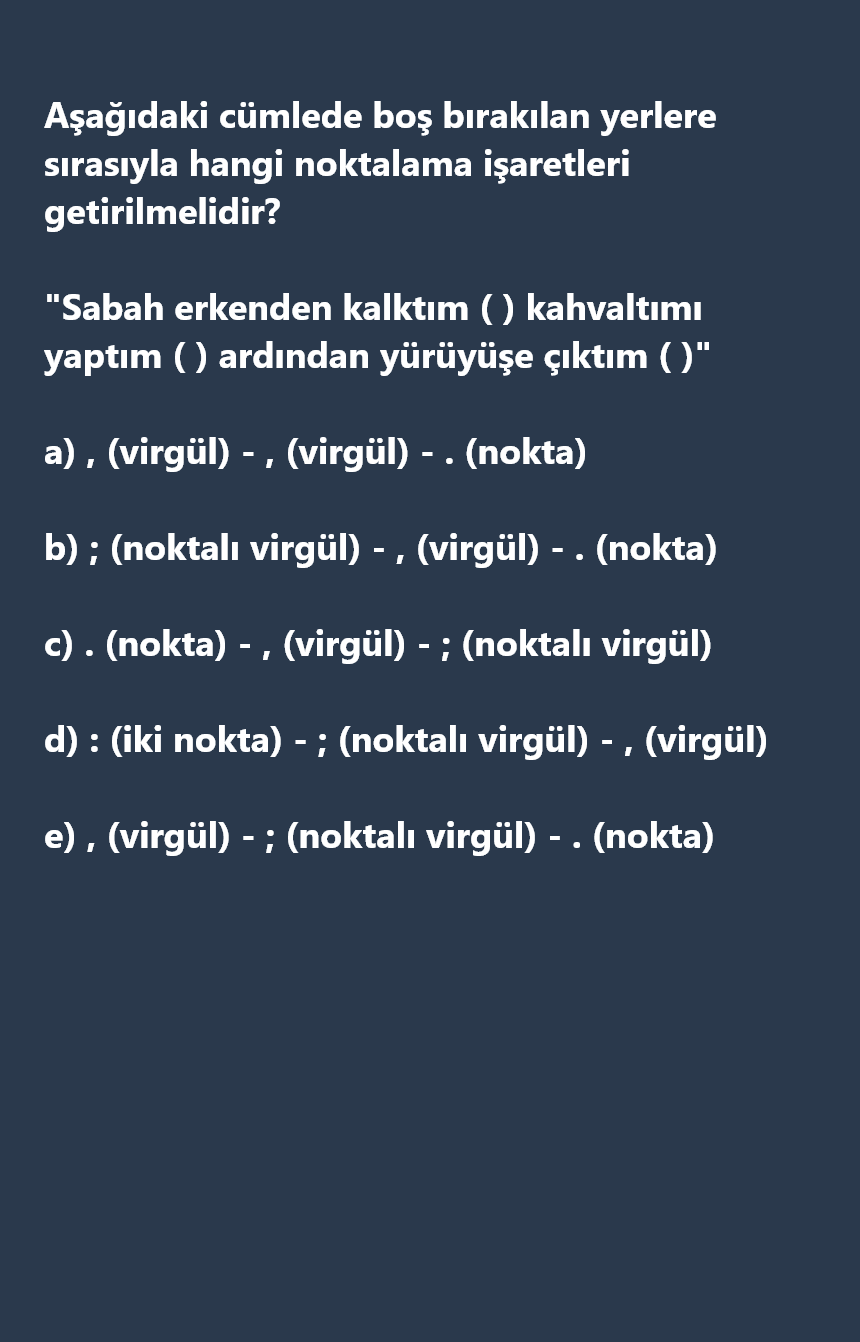 Aşağıdaki cümlede boş bırakılan yerlere
sırasıyla hangi noktalama işaretleri
getirilmelidir?
"Sabah erkenden kalktım ( ) kahvaltımı
yaptım ( ) ardından yürüyüşe çıktım ( )"
a) , (virgül) - , (virgül) - . (nokta)
b) ; (noktalı virgül) - , (virgül) - . (nokta)
c) . (nokta) - , (virgül) - ; (noktalı virgül)
d) : (iki nokta) - ; (noktalı virgül) - , (virgül)
e) , (virgül) - ; (noktalı virgül) - . (nokta)